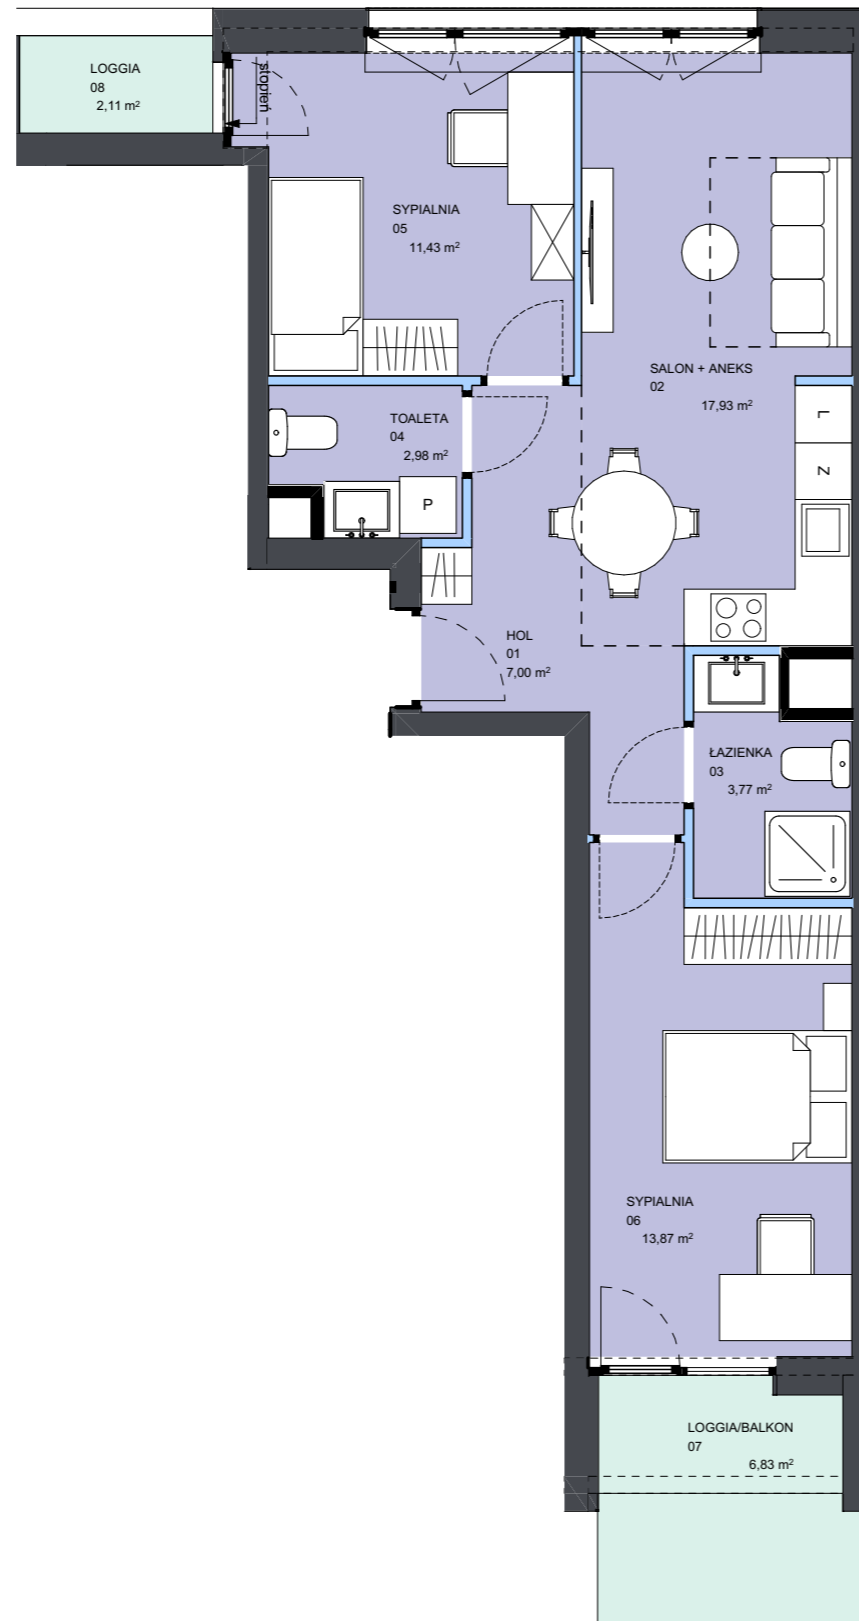 LOGGIA
08
2,11 m²
stopień
SYPIALNIA
05
11,43 m²
SALON + ANEKS
02
17,93 m²
L
Z
TOALETA
04
2,98 m²
P
HOL
01
7,00 m²
ŁAZIENKA
03
3,77 m²
SYPIALNIA
06
13,87 m²
LOGGIA/BALKON
07
6,83 m²